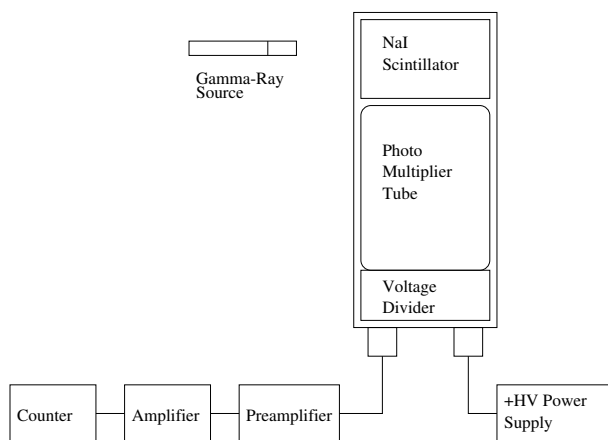 NaI
Scintillator
Gamma-Ray
Source
Photo
Multiplier
Tube
Voltage
Divider
Counter
Amplifier
Preamplifier
+HV Power
Supply